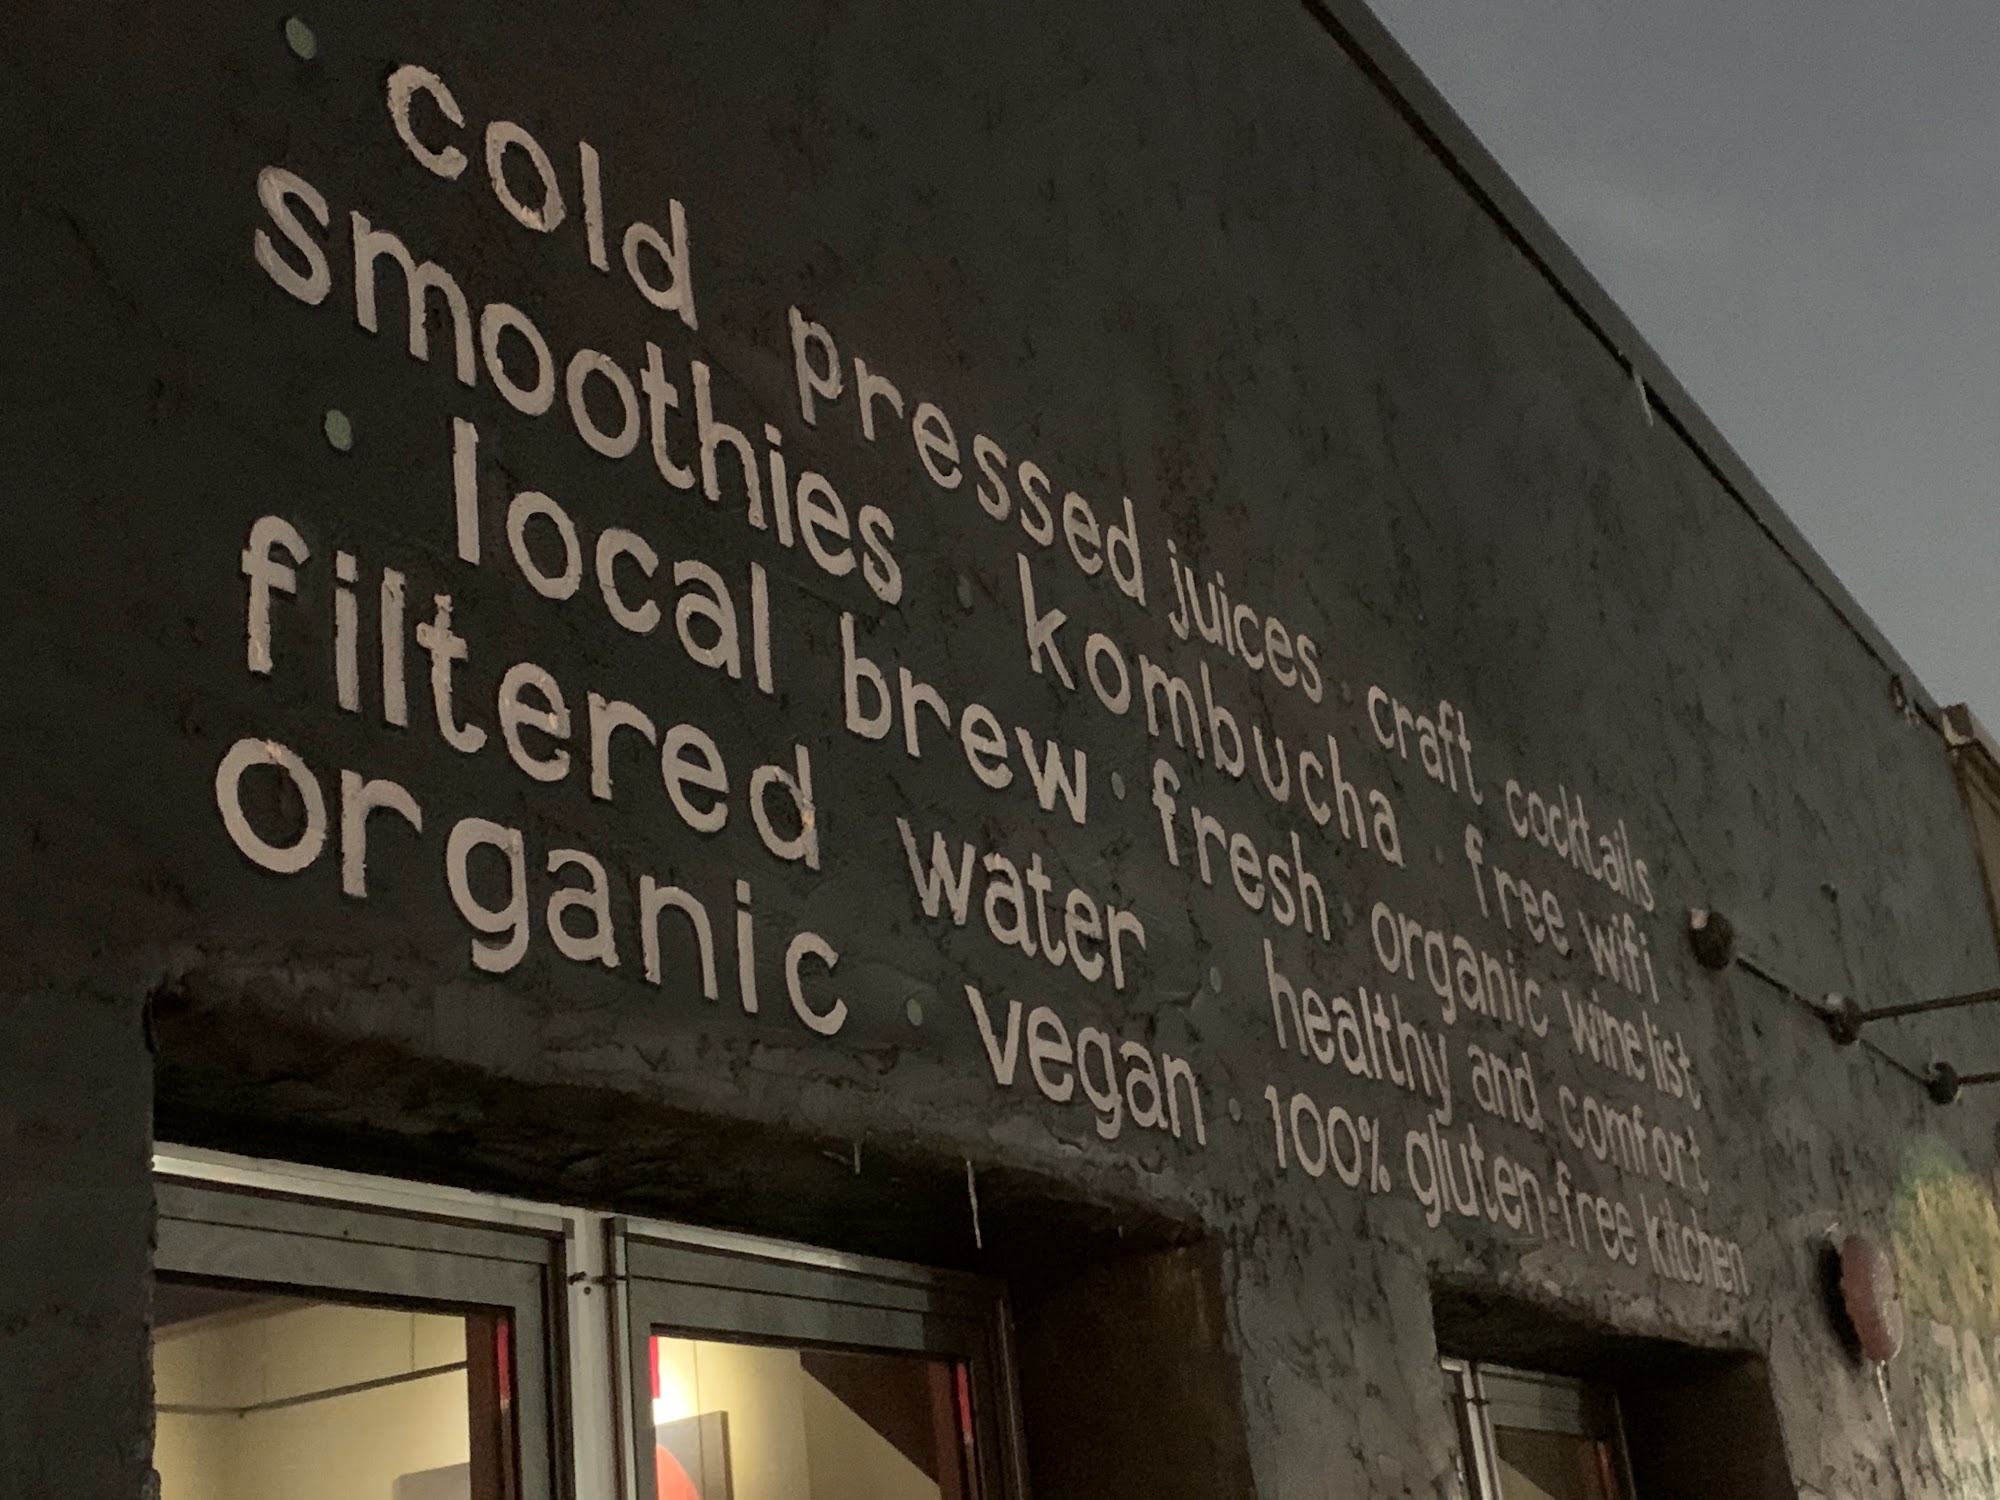 · cold pressed juices · craft cocktails
smoothies · kombucha · free wifi
· local brew · fresh · organic wine list
filtered water · healthy and comfort
organic · vegan · 100% gluten-free kitchen